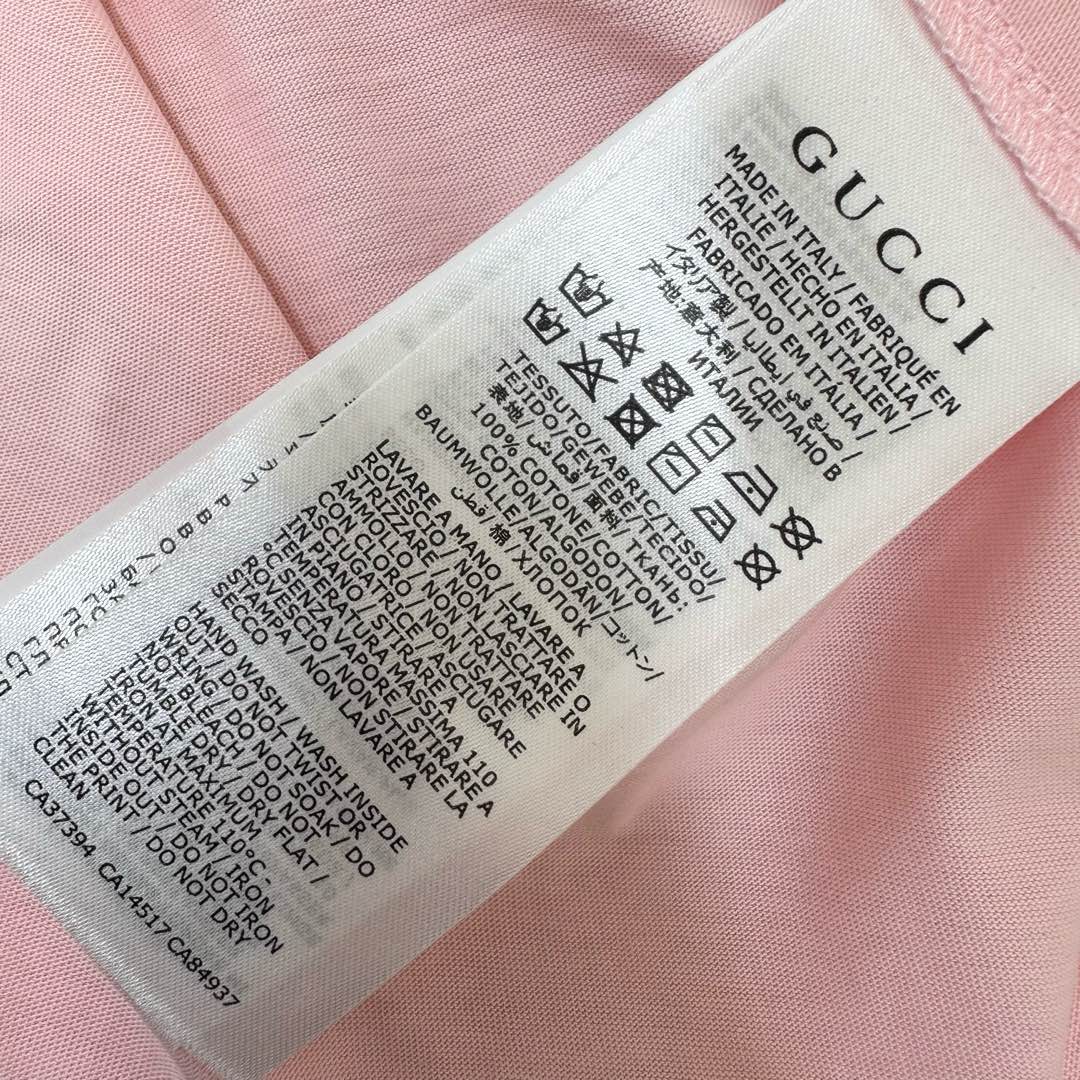 GUCCI
MADE IN ITALY / FABRIQUÉ EN
ITALIE / HECHO EN ITALIA /
HERGESTELLT IN ITALIEN /
FABRICADO EM ITÁLIA /
イタリア製 / صنع في ايطاليا /
产地:意大利 / СДЕЛАНО В
ИТАЛИИ
TESSUTO/FABRIC/TISSU/
TEJIDO/GEWEBE/TECIDO/
表地/قماش/面料/ТКАНЬ:
100% COTONE/COTTON/
COTON/ALGODON/
BAUMWOLLE/ALGODAN/コットン/
قطن/棉/ХЛОПОК
LAVARE A MANO / LAVARE A
ROVESCIO / NON TRATTARE O
STRIZZARE / NON LASCIARE IN
AMMOLLO / NON TRATTARE
CON CLORO / NON USARE
ASCIUGATRICE / ASCIUGARE
IN PIANO / STIRARE A
TEMPERATURA MASSIMA 110
°C SENZA VAPORE / STIRARE A
ROVESCIO / NON STIRARE LA
STAMPA / NON LAVARE A
SECCO
HAND WASH / WASH INSIDE
OUT / DO NOT TWIST OR
WRING / DO NOT SOAK / DO
NOT BLEACH / DO NOT
TUMBLE DRY / DRY FLAT /
IRON AT MAXIMUM
TEMPERATURE 110°C -
WITHOUT STEAM / IRON
INSIDE OUT / DO NOT IRON
THE PRINT / DO NOT DRY
CLEAN
CA37394 CA14517 CA84937